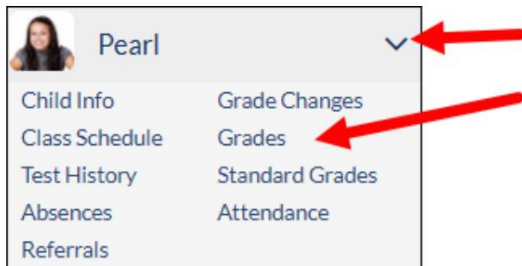 Pearl
Child Info Grade Changes
Class Schedule Grades
Test History Standard Grades
Absences Attendance
Referrals